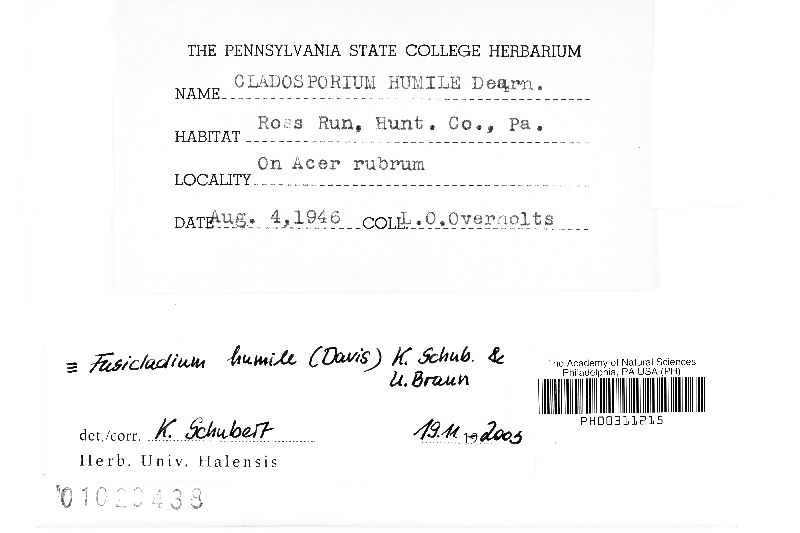 THE PENNSYLVANIA STATE COLLEGE HERBARIUM
NAME CLADOSPORIUM HUMILE Dearn.
HABITAT Ross Run, Hunt. Co., Pa.
LOCALITY On Acer rubrum
DATE Aug. 4,1946 COLL L.O.Overholts
≡ Fusicladium humile (Davis) K. Schub. &
U. Braun
The Academy of Natural Sciences
Philadelphia, PA USA (PH)
PH00311215
det./corr. K. Schubert 19.11.19 2003
Herb. Univ. Halensis
01020438